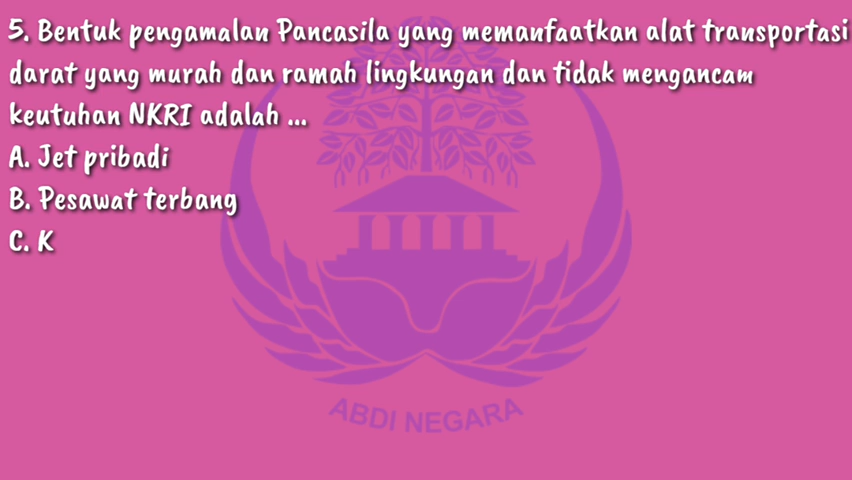 5. Bentuk pengamalan Pancasila yang memanfaatkan alat transportasi
darat yang murah dan ramah lingkungan dan tidak mengancam
keutuhan NKRI adalah ...
A. Jet pribadi
B. Pesawat terbang
C. K
ABDI NEGARA